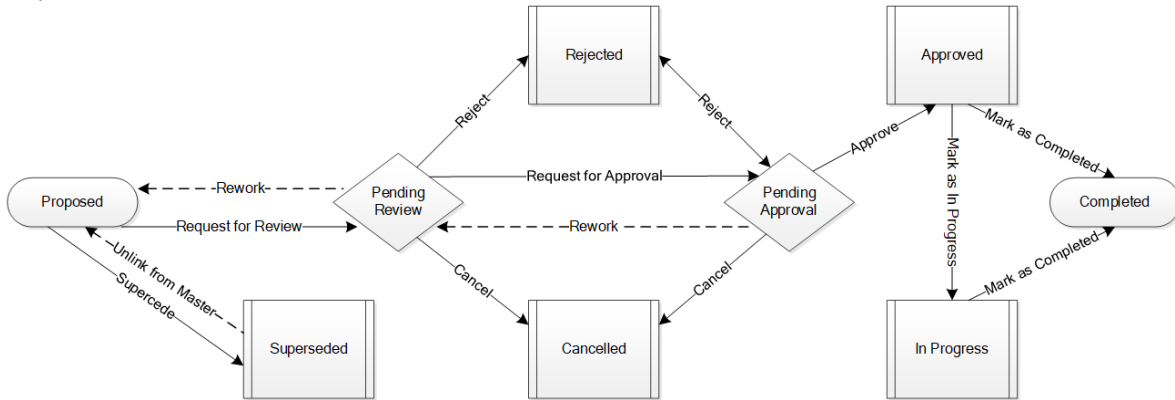 Rejected
Approved
Reject
Reject
Approve
Mark as Completed
Mark as In Progress
Rework
Request for Approval
Proposed
Pending
Review
Pending
Approval
Completed
Request for Review
Rework
Unlink from Master
Supercede
Cancel
Cancel
Mark as Completed
Superseded
Cancelled
In Progress